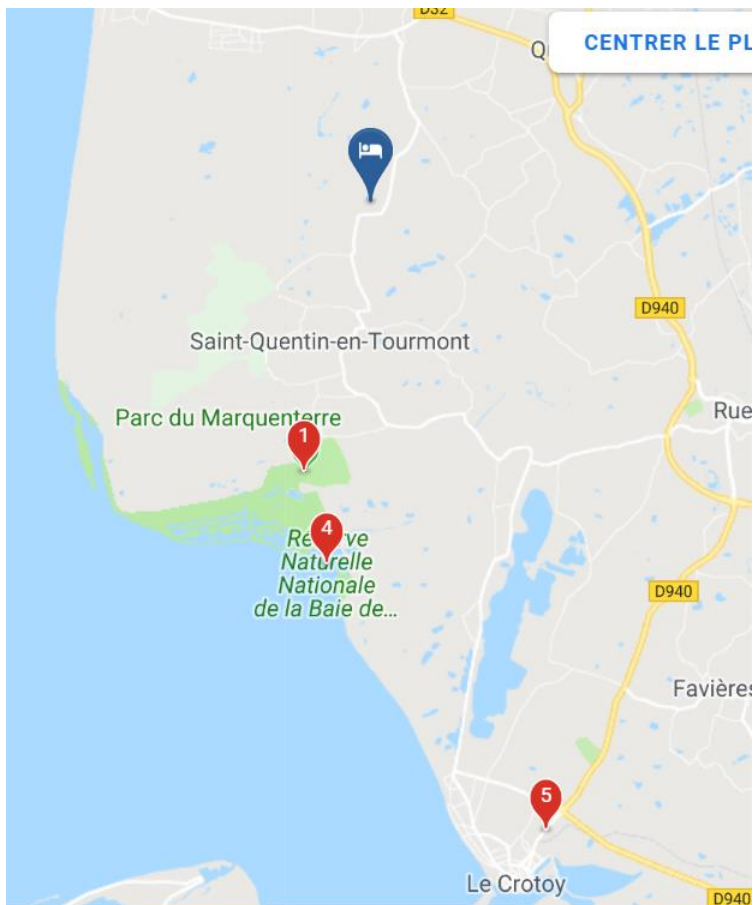 D32
CENTRER LE PL
Qu
D940
Saint-Quentin-en-Tourmont
Rue
Parc du Marquenterre
1
4
Réserve
Naturelle
Nationale
de la Baie de...
D940
Favières
5
Le Crotoy
D940